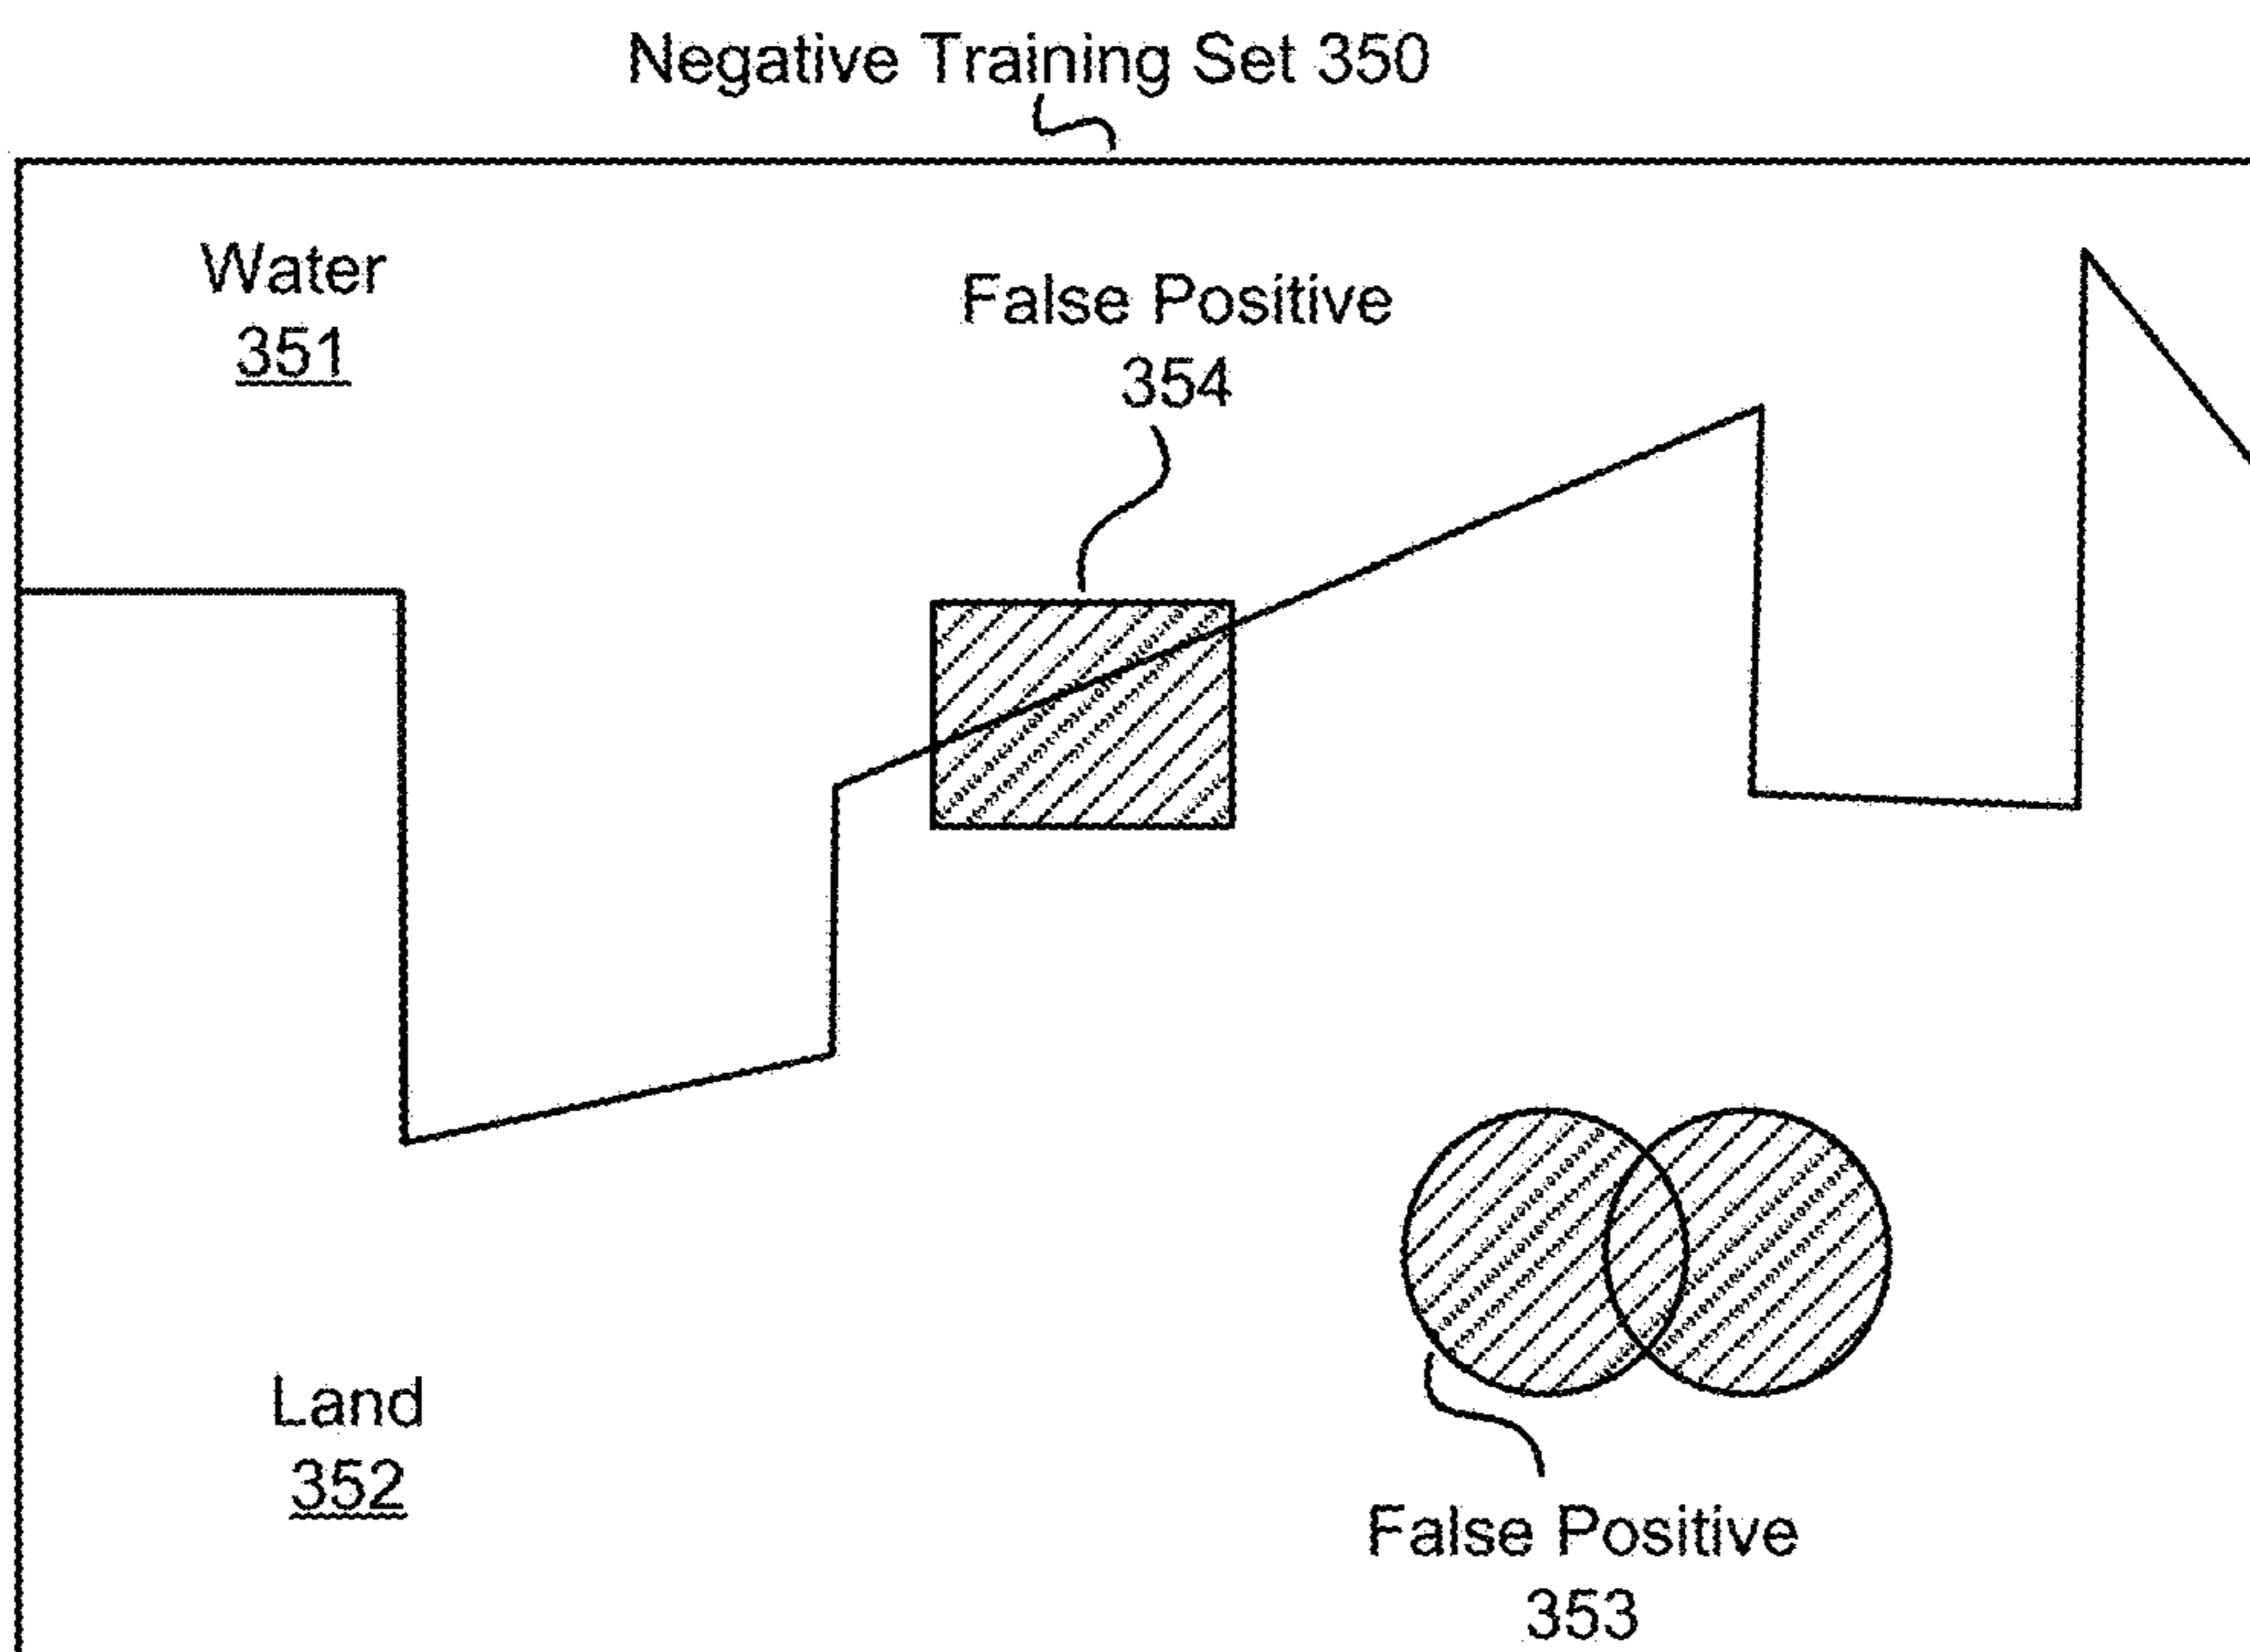 Negative Training Set 350
Water
351
False Positive
354
Land
352
False Positive
353